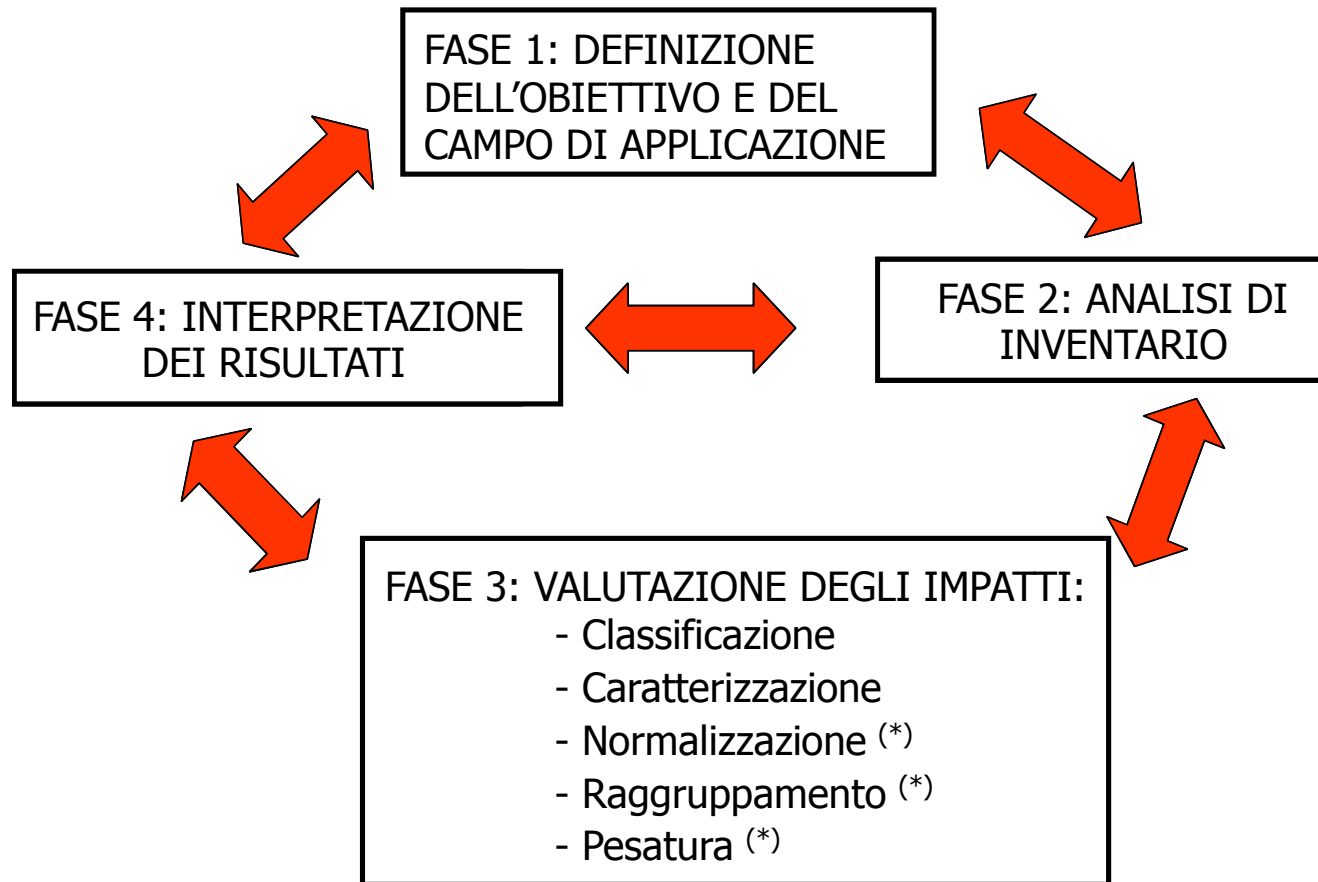 FASE 1: DEFINIZIONE
DELL’OBIETTIVO E DEL
CAMPO DI APPLICAZIONE
FASE 4: INTERPRETAZIONE
DEI RISULTATI
FASE 2: ANALISI DI
INVENTARIO
FASE 3: VALUTAZIONE DEGLI IMPATTI:
- Classificazione
- Caratterizzazione
- Normalizzazione (*)
- Raggruppamento (*)
- Pesatura (*)